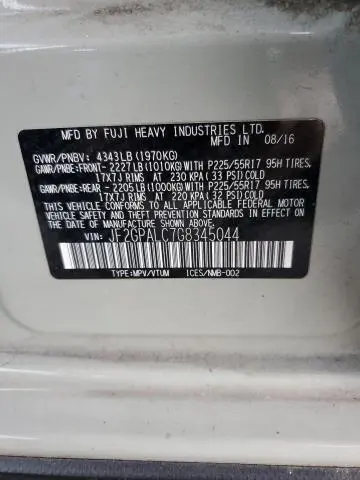 MFD BY FUJI HEAVY INDUSTRIES LTD.
MADE IN 08/16
GVWR/PNBV: 4343LB (1970KG)
GAWR/PNBE:FRONT- 2227LB (1010KG)WITH P225/55R17 95H TIRES,
17X7J RIMS AT 230 KPA (33 PSI)COLD
GAWR/PNBE:REAR - 2205LB (1000KG)WITH P225/55R17 95H TIRES,
17X7J RIMS AT 220 KPA (32 PSI)COLD
THIS VEHICLE CONFORMS TO ALL APPLICABLE FEDERAL MOTOR
VEHICLE SAFETY STANDARDS IN EFFECT ON THE DATE OF
MANUFACTURE SHOWN ABOVE.
VIN: JF2GPALC7G8345044
TYPE:MPV/VTUM ICES/NMB-002